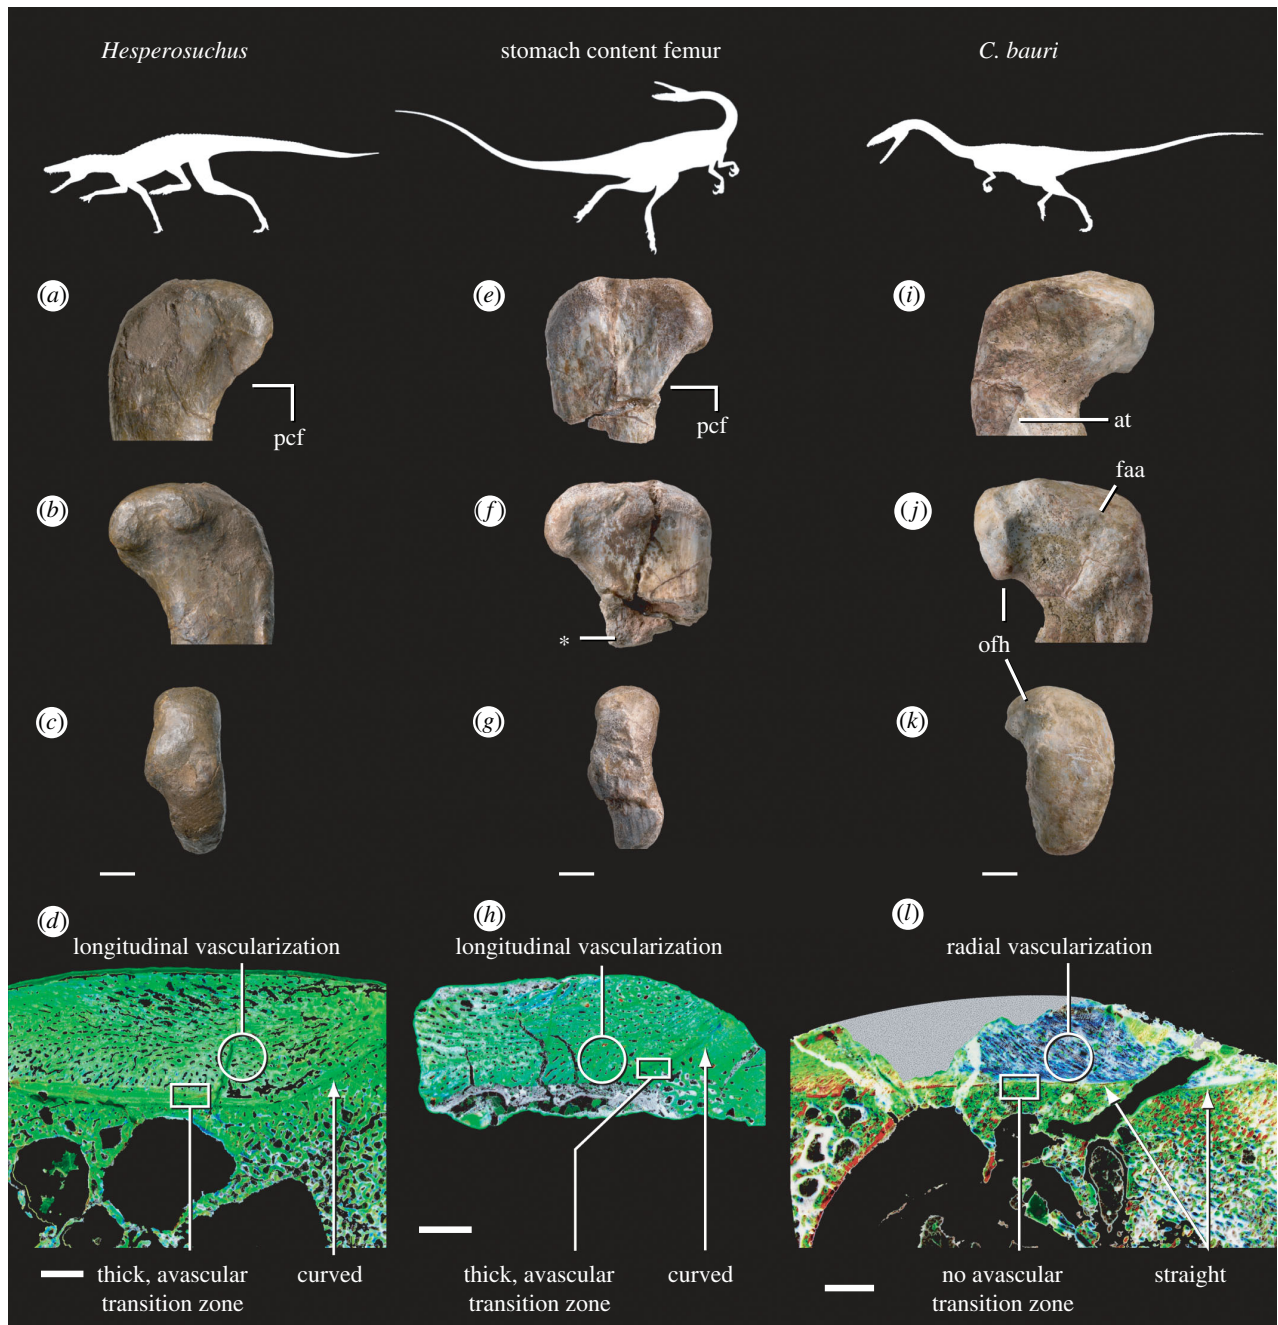 Hesperosuchus
stomach content femur
C. bauri
(a)
(e)
(i)
pcf
pcf
at
faa
(b)
(f)
(j)
*
ofh
(c)
(g)
(k)
(d)
(h)
(l)
longitudinal vascularization
longitudinal vascularization
radial vascularization
thick, avascular
transition zone
curved
thick, avascular
transition zone
curved
no avascular
transition zone
straight